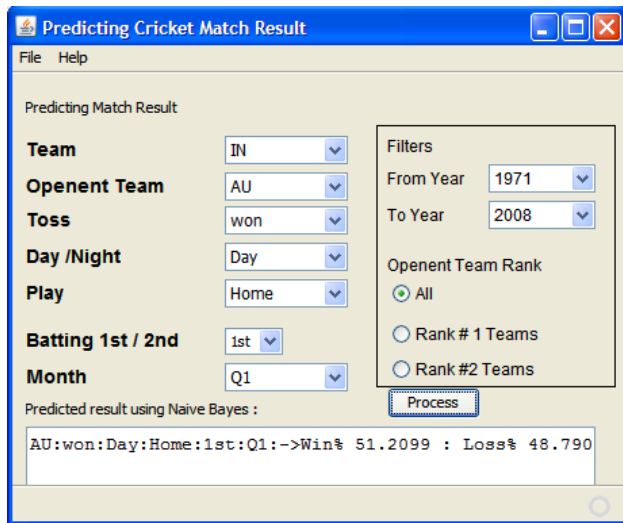 Predicting Cricket Match Result
File Help
Predicting Match Result
Team IN
Openent Team AU
Toss won
Day /Night Day
Play Home
Batting 1st / 2nd 1st
Month Q1
Filters
From Year 1971
To Year 2008
Openent Team Rank
All
Rank # 1 Teams
Rank #2 Teams
Process
Predicted result using Naive Bayes :
AU:won:Day:Home:1st:Q1:->Win% 51.2099 : Loss% 48.790